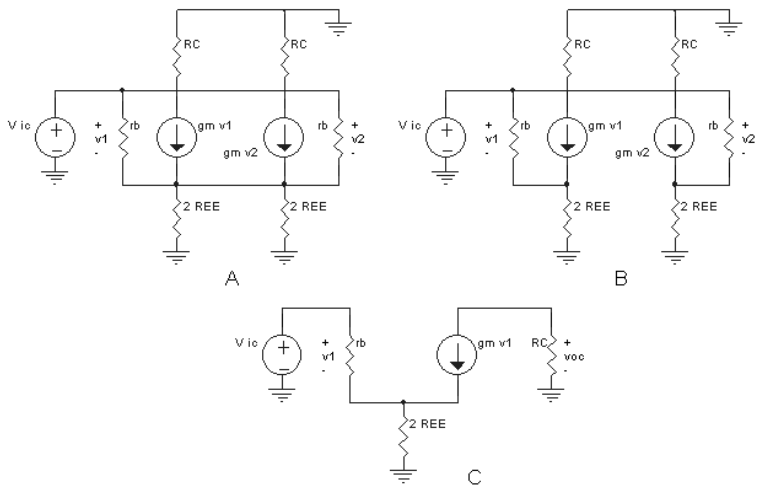 RC
RC
V ic
+
v1
-
rb
gm v1
gm v2
rb
+
v2
-
2 REE
2 REE
A
RC
RC
V ic
+
v1
-
rb
gm v1
gm v2
rb
+
v2
-
2 REE
2 REE
B
V ic
+
v1
-
rb
gm v1
RC
+
voc
-
2 REE
C